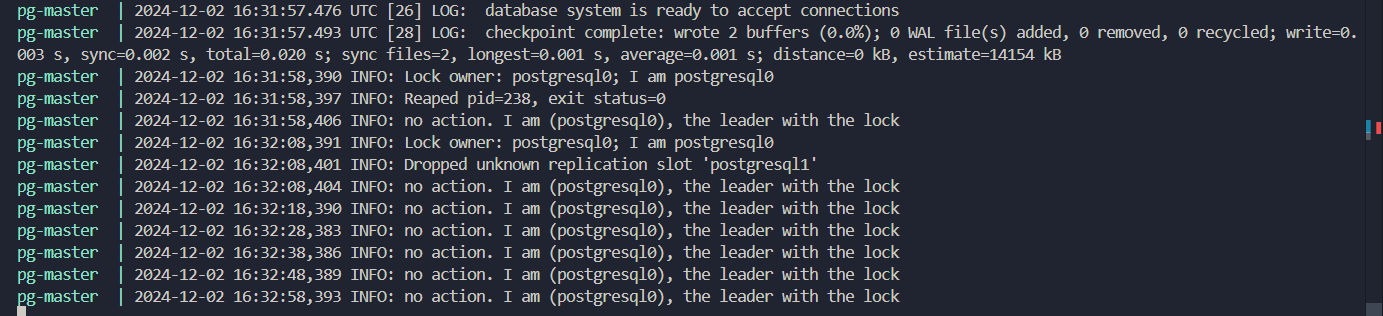 pg-master  | 2024-12-02 16:31:57.476 UTC [26] LOG:  database system is ready to accept connections
pg-master  | 2024-12-02 16:31:57.493 UTC [28] LOG:  checkpoint complete: wrote 2 buffers (0.0%); 0 WAL file(s) added, 0 removed, 0 recycled; write=0.
003 s, sync=0.002 s, total=0.020 s; sync files=2, longest=0.001 s, average=0.001 s; distance=0 kB, estimate=14154 kB
pg-master  | 2024-12-02 16:31:58,390 INFO: Lock owner: postgresql0; I am postgresql0
pg-master  | 2024-12-02 16:31:58,397 INFO: Reaped pid=238, exit status=0
pg-master  | 2024-12-02 16:31:58,406 INFO: no action. I am (postgresql0), the leader with the lock
pg-master  | 2024-12-02 16:32:08,391 INFO: Lock owner: postgresql0; I am postgresql0
pg-master  | 2024-12-02 16:32:08,401 INFO: Dropped unknown replication slot 'postgresql1'
pg-master  | 2024-12-02 16:32:08,404 INFO: no action. I am (postgresql0), the leader with the lock
pg-master  | 2024-12-02 16:32:18,390 INFO: no action. I am (postgresql0), the leader with the lock
pg-master  | 2024-12-02 16:32:28,383 INFO: no action. I am (postgresql0), the leader with the lock
pg-master  | 2024-12-02 16:32:38,386 INFO: no action. I am (postgresql0), the leader with the lock
pg-master  | 2024-12-02 16:32:48,389 INFO: no action. I am (postgresql0), the leader with the lock
pg-master  | 2024-12-02 16:32:58,393 INFO: no action. I am (postgresql0), the leader with the lock